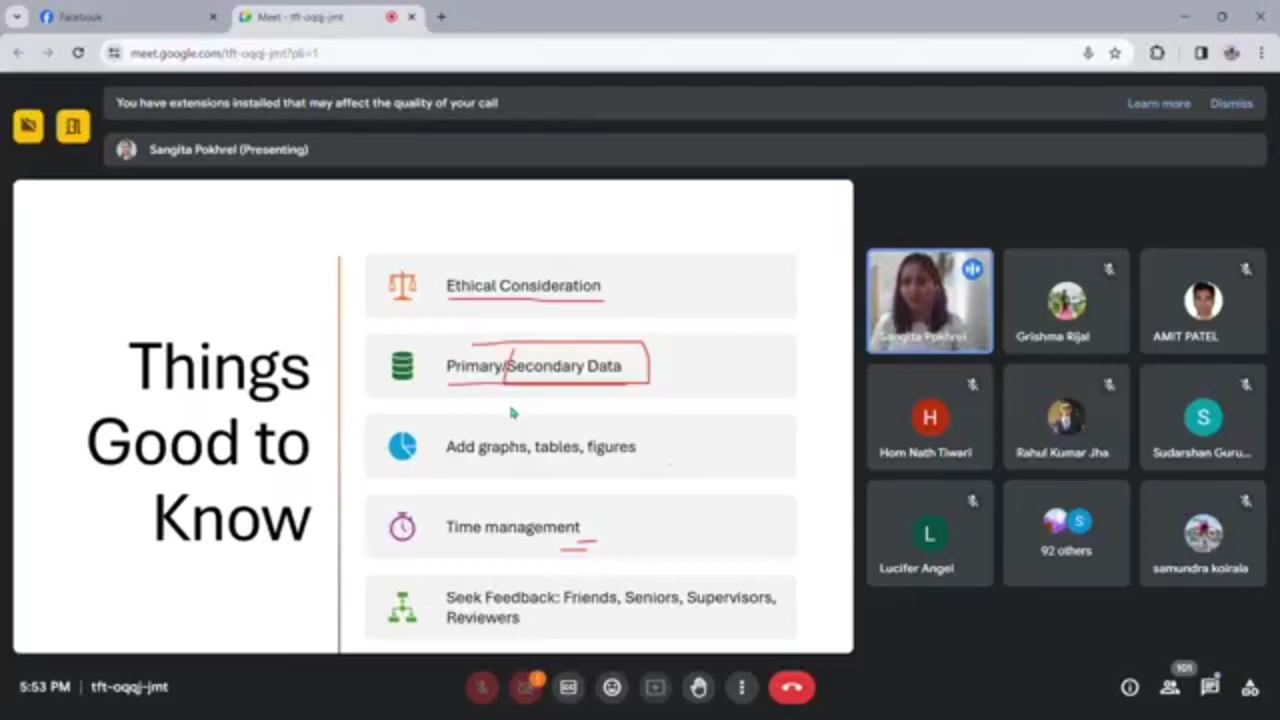 Facebook
Meet - tft-oqqj-jmt
meet.google.com/tft-oqqj-jmt?pli=1
You have extensions installed that may affect the quality of your call
Learn more
Dismiss
Sangita Pokhrel (Presenting)
Things
Good to
Know
Ethical Consideration
Primary/Secondary Data
Add graphs, tables, figures
Time management
Seek Feedback: Friends, Seniors, Supervisors,
Reviewers
Sangita Pokhrel
Grishma Rijal
AMIT PATEL
H
Hom Nath Tiwari
Rahul Kumar Jha
S
Sudarshan Guru...
L
Lucifer Angel
S
92 others
samundra koirala
5:53 PM | tft-oqqj-jmt
101